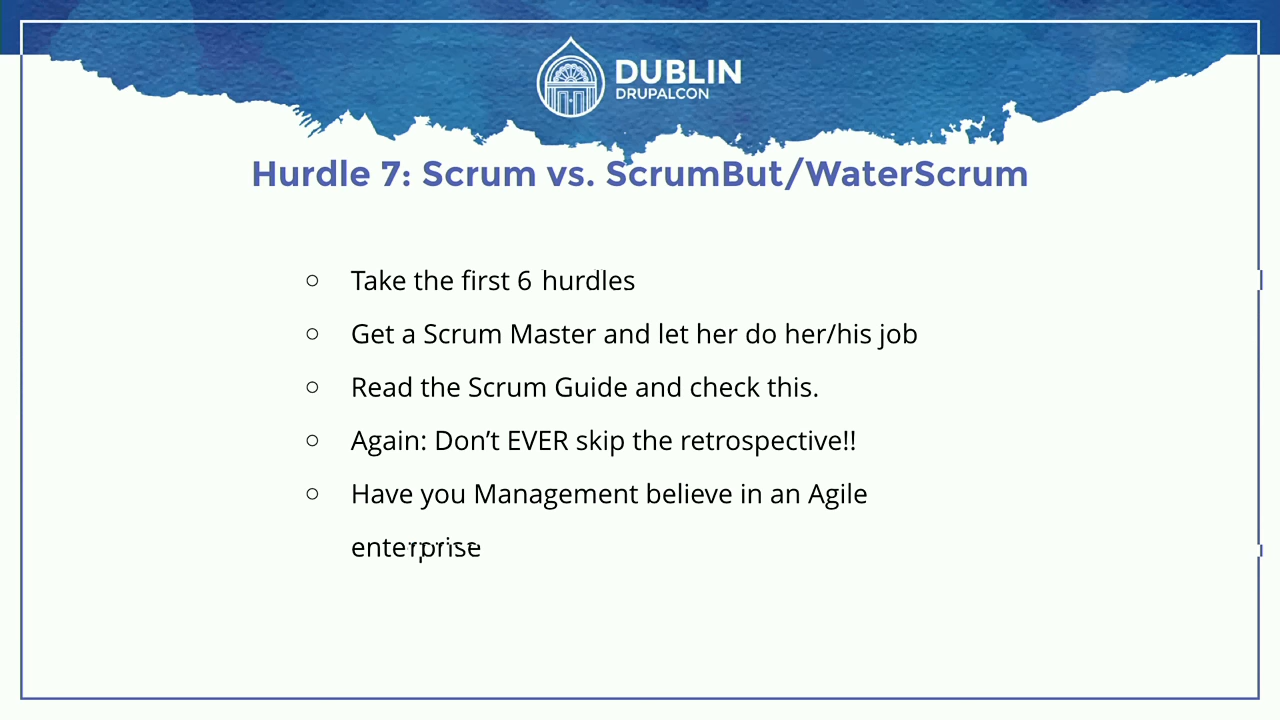 DUBLIN
DRUPALCON
Hurdle 7: Scrum vs. ScrumBut/WaterScrum
○ Take the first 6 hurdles
○ Get a Scrum Master and let her do her/his job
○ Read the Scrum Guide and check this.
○ Again: Don’t EVER skip the retrospective!!
○ Have you Management believe in an Agile
enterprise